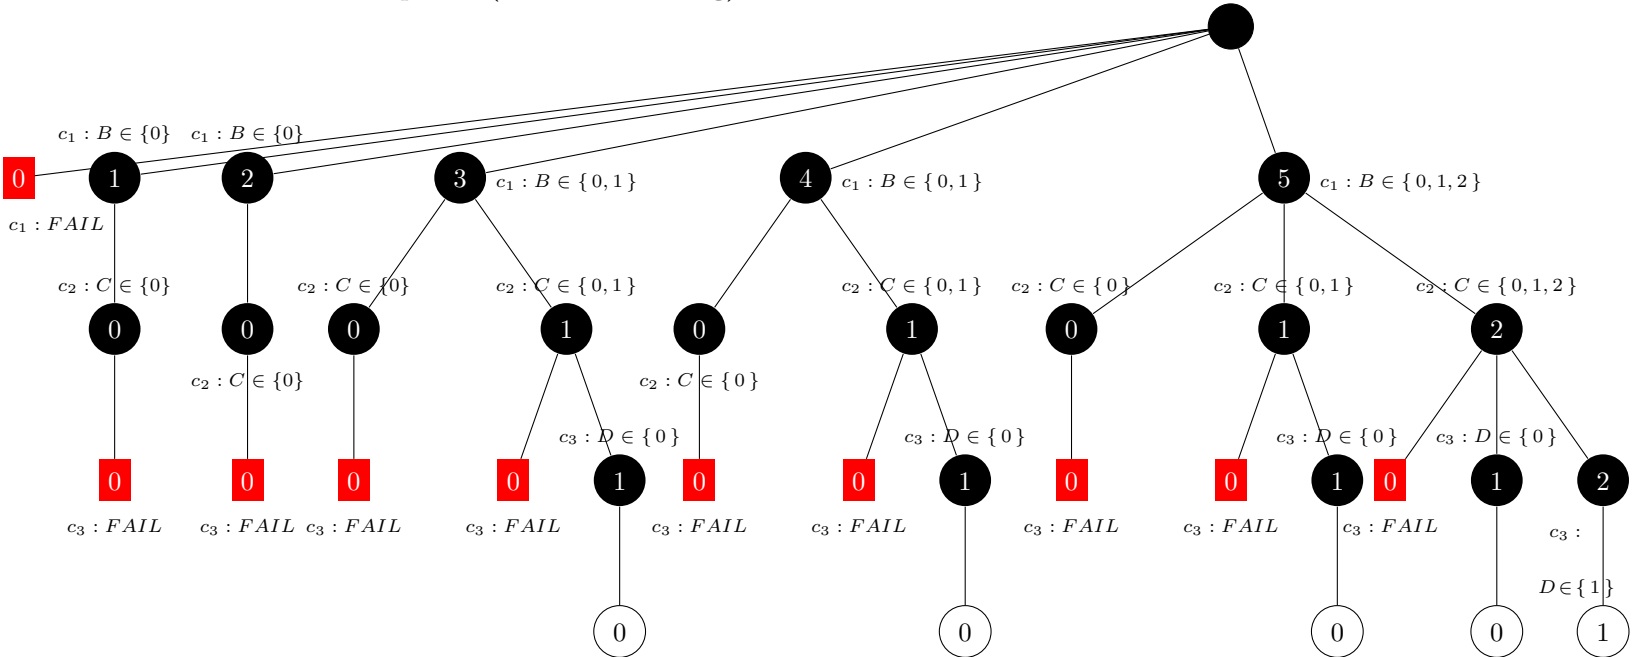 c₁ : B ∈ {0} c₁ : B ∈ {0}
0 1 2 3 c₁ : B ∈ { 0, 1 } 4 c₁ : B ∈ { 0, 1 } 5 c₁ : B ∈ { 0, 1, 2 }
c₁ : FAIL
c₂ : C ∈ {0} c₂ : C ∈ {0} c₂ : C ∈ { 0, 1 } c₂ : C ∈ { 0, 1 } c₂ : C ∈ { 0 } c₂ : C ∈ { 0, 1 } c₂ : C ∈ { 0, 1, 2 }
0 0 0 1 0 1 0 1 2
c₂ : C ∈ {0} c₂ : C ∈ { 0 }
c₃ : D ∈ { 0 } c₃ : D ∈ { 0 } c₃ : D ∈ { 0 } c₃ : D ∈ { 0 }
0 0 0 0 1 0 0 1 0 0 1 0 1 2
c₃ : FAIL c₃ : FAIL c₃ : FAIL c₃ : FAIL c₃ : FAIL c₃ : FAIL c₃ : FAIL c₃ : FAIL c₃ : FAIL c₃ :
D ∈ { 1 }
0 0 0 0 1